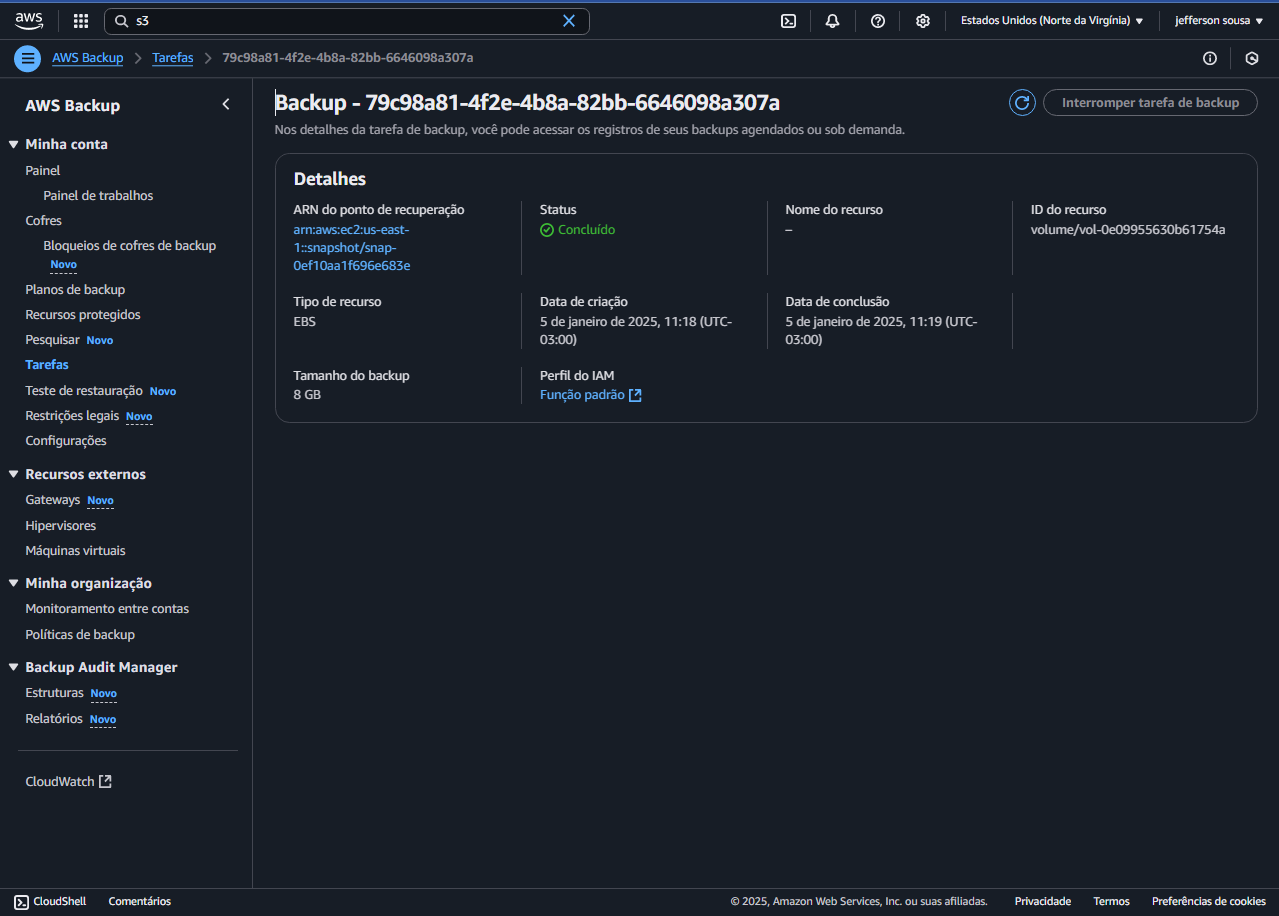 aws
s3
Estados Unidos (Norte da Virgínia)
jefferson sousa
AWS Backup
Tarefas
79c98a81-4f2e-4b8a-82bb-6646098a307a
AWS Backup
Minha conta
Painel
Painel de trabalhos
Cofres
Bloqueios de cofres de backup
Novo
Planos de backup
Recursos protegidos
Pesquisar Novo
Tarefas
Teste de restauração Novo
Restrições legais Novo
Configurações
Recursos externos
Gateways Novo
Hipervisores
Máquinas virtuais
Minha organização
Monitoramento entre contas
Políticas de backup
Backup Audit Manager
Estruturas Novo
Relatórios Novo
CloudWatch
Backup - 79c98a81-4f2e-4b8a-82bb-6646098a307a
Interromper tarefa de backup
Nos detalhes da tarefa de backup, você pode acessar os registros de seus backups agendados ou sob demanda.
Detalhes
ARN do ponto de recuperação
arn:aws:ec2:us-east-
1::snapshot/snap-
0ef10aa1f696e683e
Status
Concluído
Nome do recurso
–
ID do recurso
volume/vol-0e09955630b61754a
Tipo de recurso
EBS
Data de criação
5 de janeiro de 2025, 11:18 (UTC-
03:00)
Data de conclusão
5 de janeiro de 2025, 11:19 (UTC-
03:00)
Tamanho do backup
8 GB
Perfil do IAM
Função padrão
CloudShell
Comentários
© 2025, Amazon Web Services, Inc. ou suas afiliadas.
Privacidade
Termos
Preferências de cookies